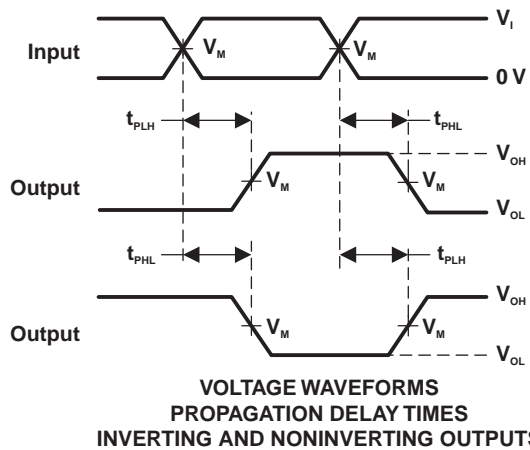 V_I
Input V_M V_M
0 V
t_PLH t_PHL
V_OH
Output V_M V_M
V_OL
t_PHL t_PLH
V_OH
Output V_M V_M
V_OL
VOLTAGE WAVEFORMS
PROPAGATION DELAY TIMES
INVERTING AND NONINVERTING OUTPUTS